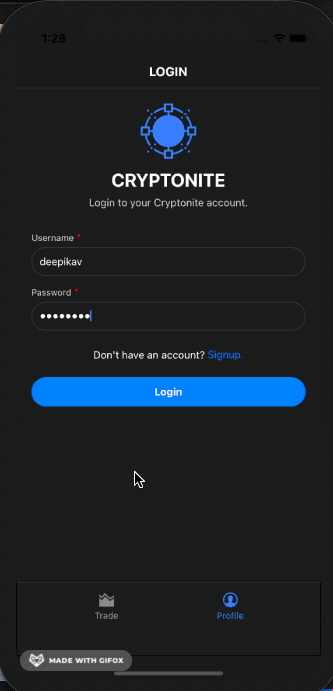 1:28
LOGIN
CRYPTONITE
Login to your Cryptonite account.
Username *
deepikav
Password *
••••••••
Don't have an account? Signup.
Login
Trade Profile
MADE WITH GIFOX